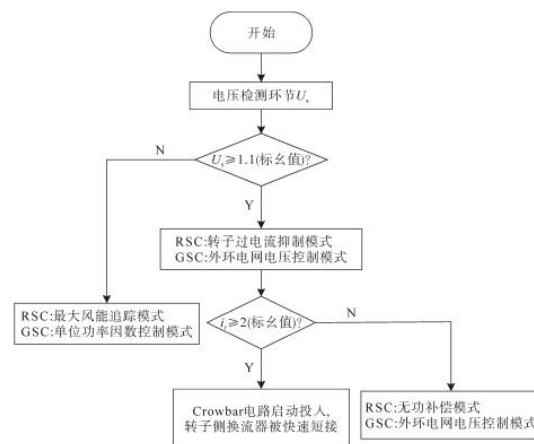 开始
电压检测环节Us
N
Us≥1.1(标幺值)?
Y
RSC:转子过电流抑制模式
GSC:外环电网电压控制模式
RSC:最大风能追踪模式
GSC:单位功率因数控制模式
ir≥2(标幺值)?
N
Y
Crowbar电路启动投入,
转子侧换流器被快速短接
RSC:无功补偿模式
GSC:外环电网电压控制模式